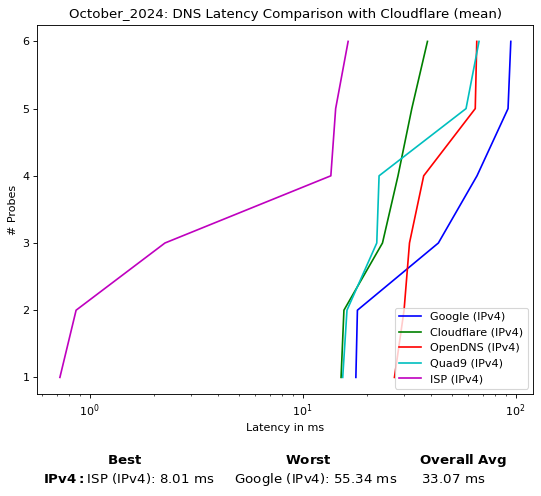 October_2024: DNS Latency Comparison with Cloudflare (mean)
# Probes
6
5
4
3
2
1
Google (IPv4)
Cloudflare (IPv4)
OpenDNS (IPv4)
Quad9 (IPv4)
ISP (IPv4)
10⁰ 10¹ 10²
Latency in ms
Best Worst Overall Avg
IPv4: ISP (IPv4): 8.01 ms Google (IPv4): 55.34 ms 33.07 ms